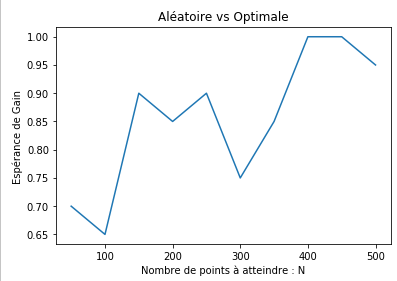 Aléatoire vs Optimale
1.00
0.95
0.90
0.85
0.80
0.75
0.70
0.65
Espérance de Gain
100 200 300 400 500
Nombre de points à atteindre : N